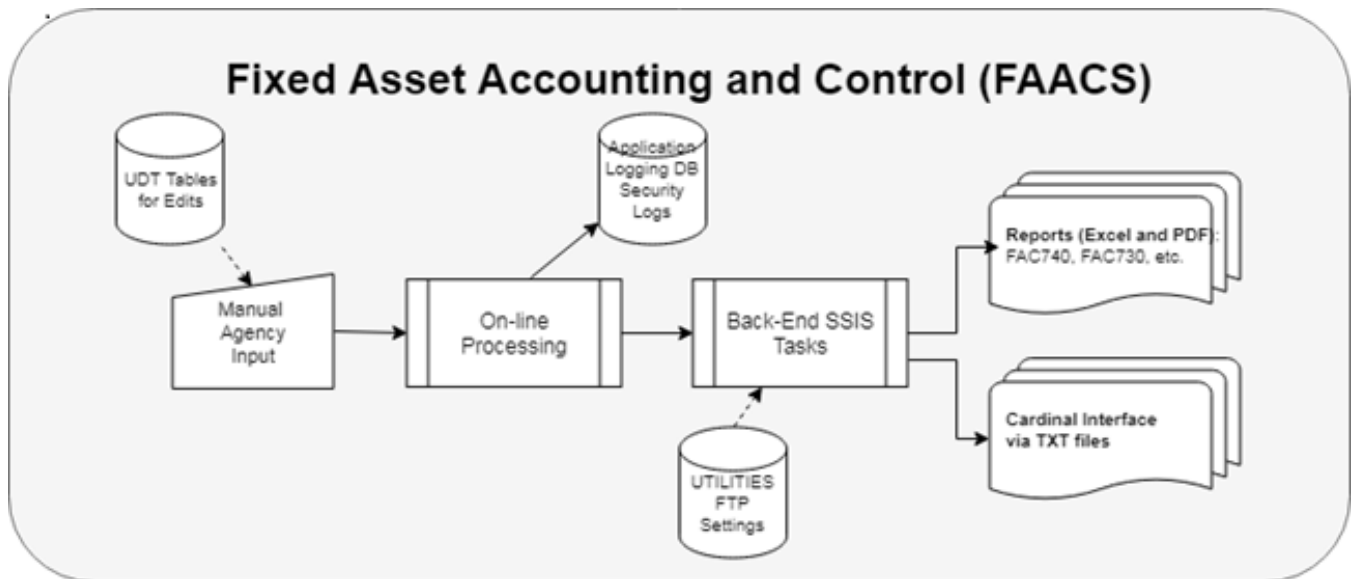 Fixed Asset Accounting and Control (FAACS)
UDT Tables
for Edits
Application
Logging DB
Security
Logs
Manual
Agency
Input
On-line
Processing
Back-End SSIS
Tasks
Reports (Excel and PDF):
FAC740, FAC730, etc.
Cardinal Interface
via TXT files
UTILITIES
FTP
Settings